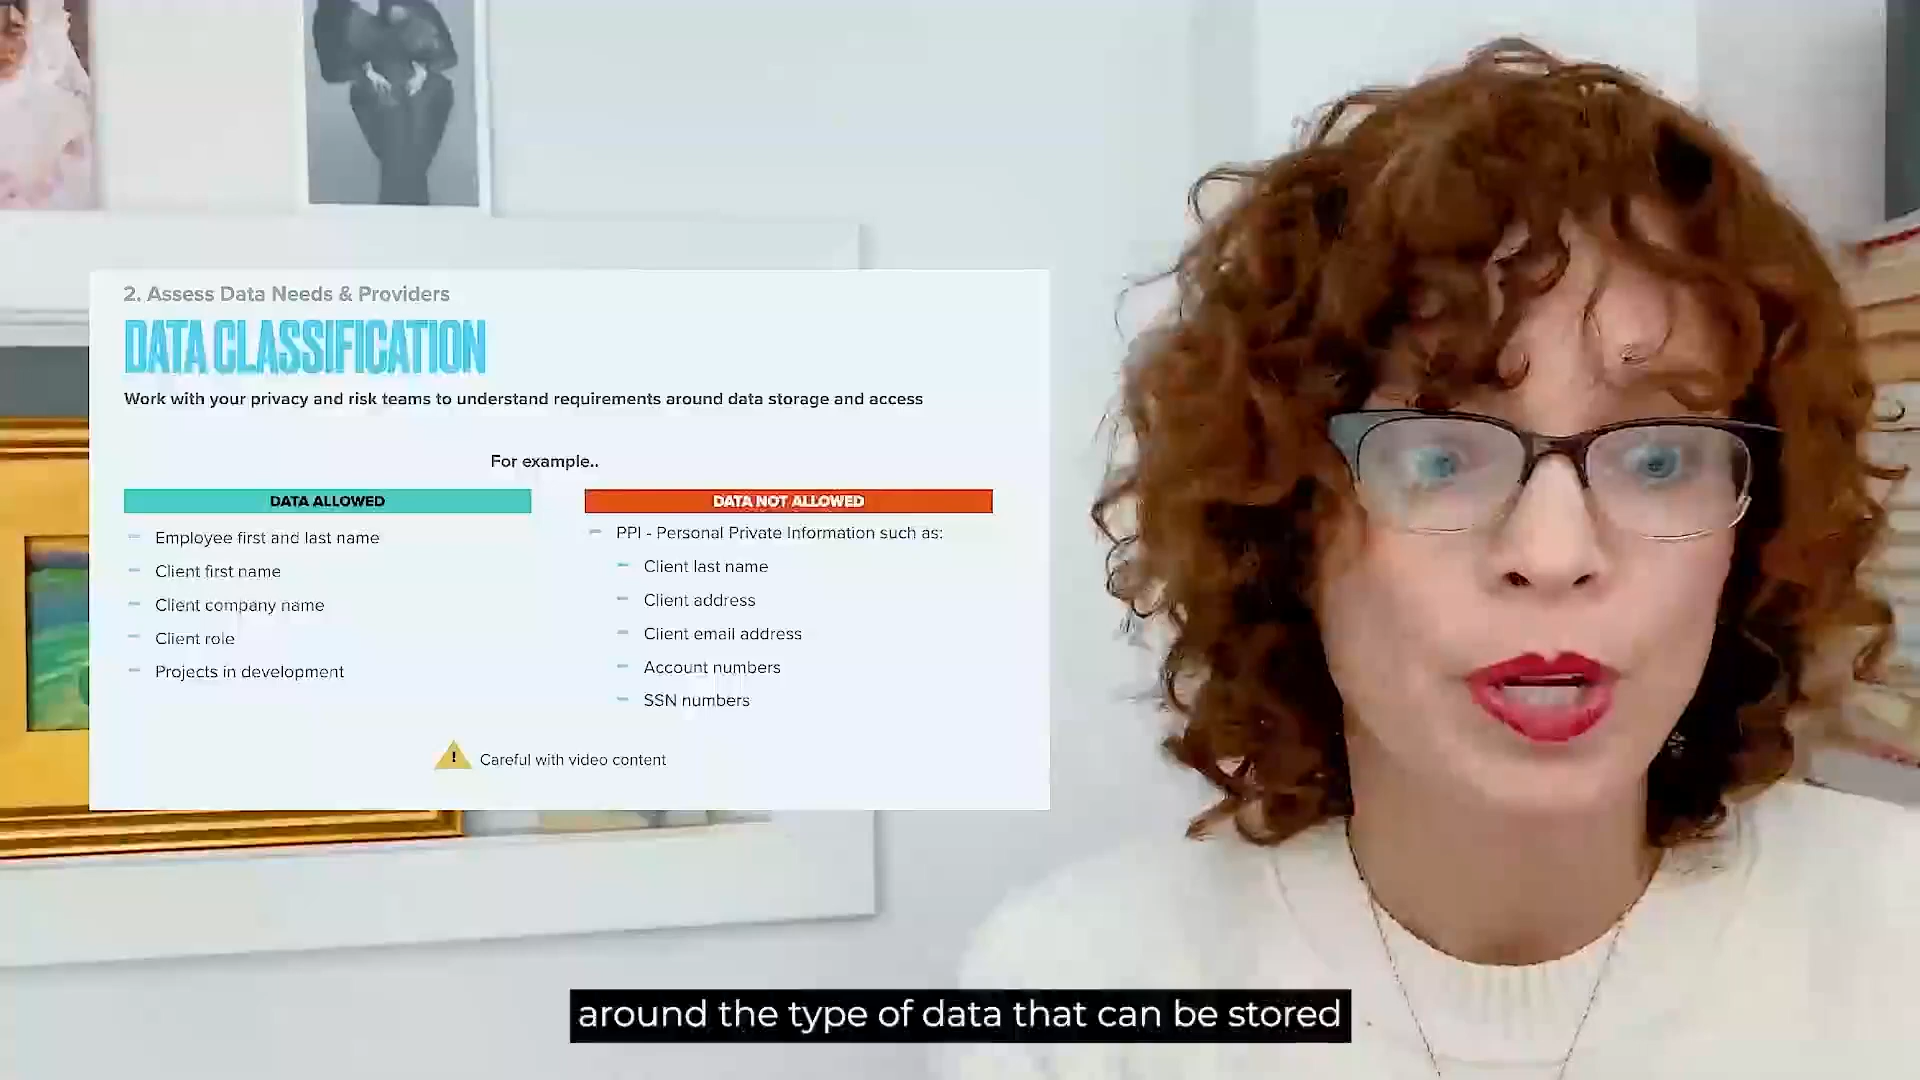 2. Assess Data Needs & Providers
DATA CLASSIFICATION
Work with your privacy and risk teams to understand requirements around data storage and access
For example..
DATA ALLOWED
Employee first and last name
Client first name
Client company name
Client role
Projects in development
DATA NOT ALLOWED
PPI - Personal Private Information such as:
Client last name
Client address
Client email address
Account numbers
SSN numbers
! Careful with video content
around the type of data that can be stored